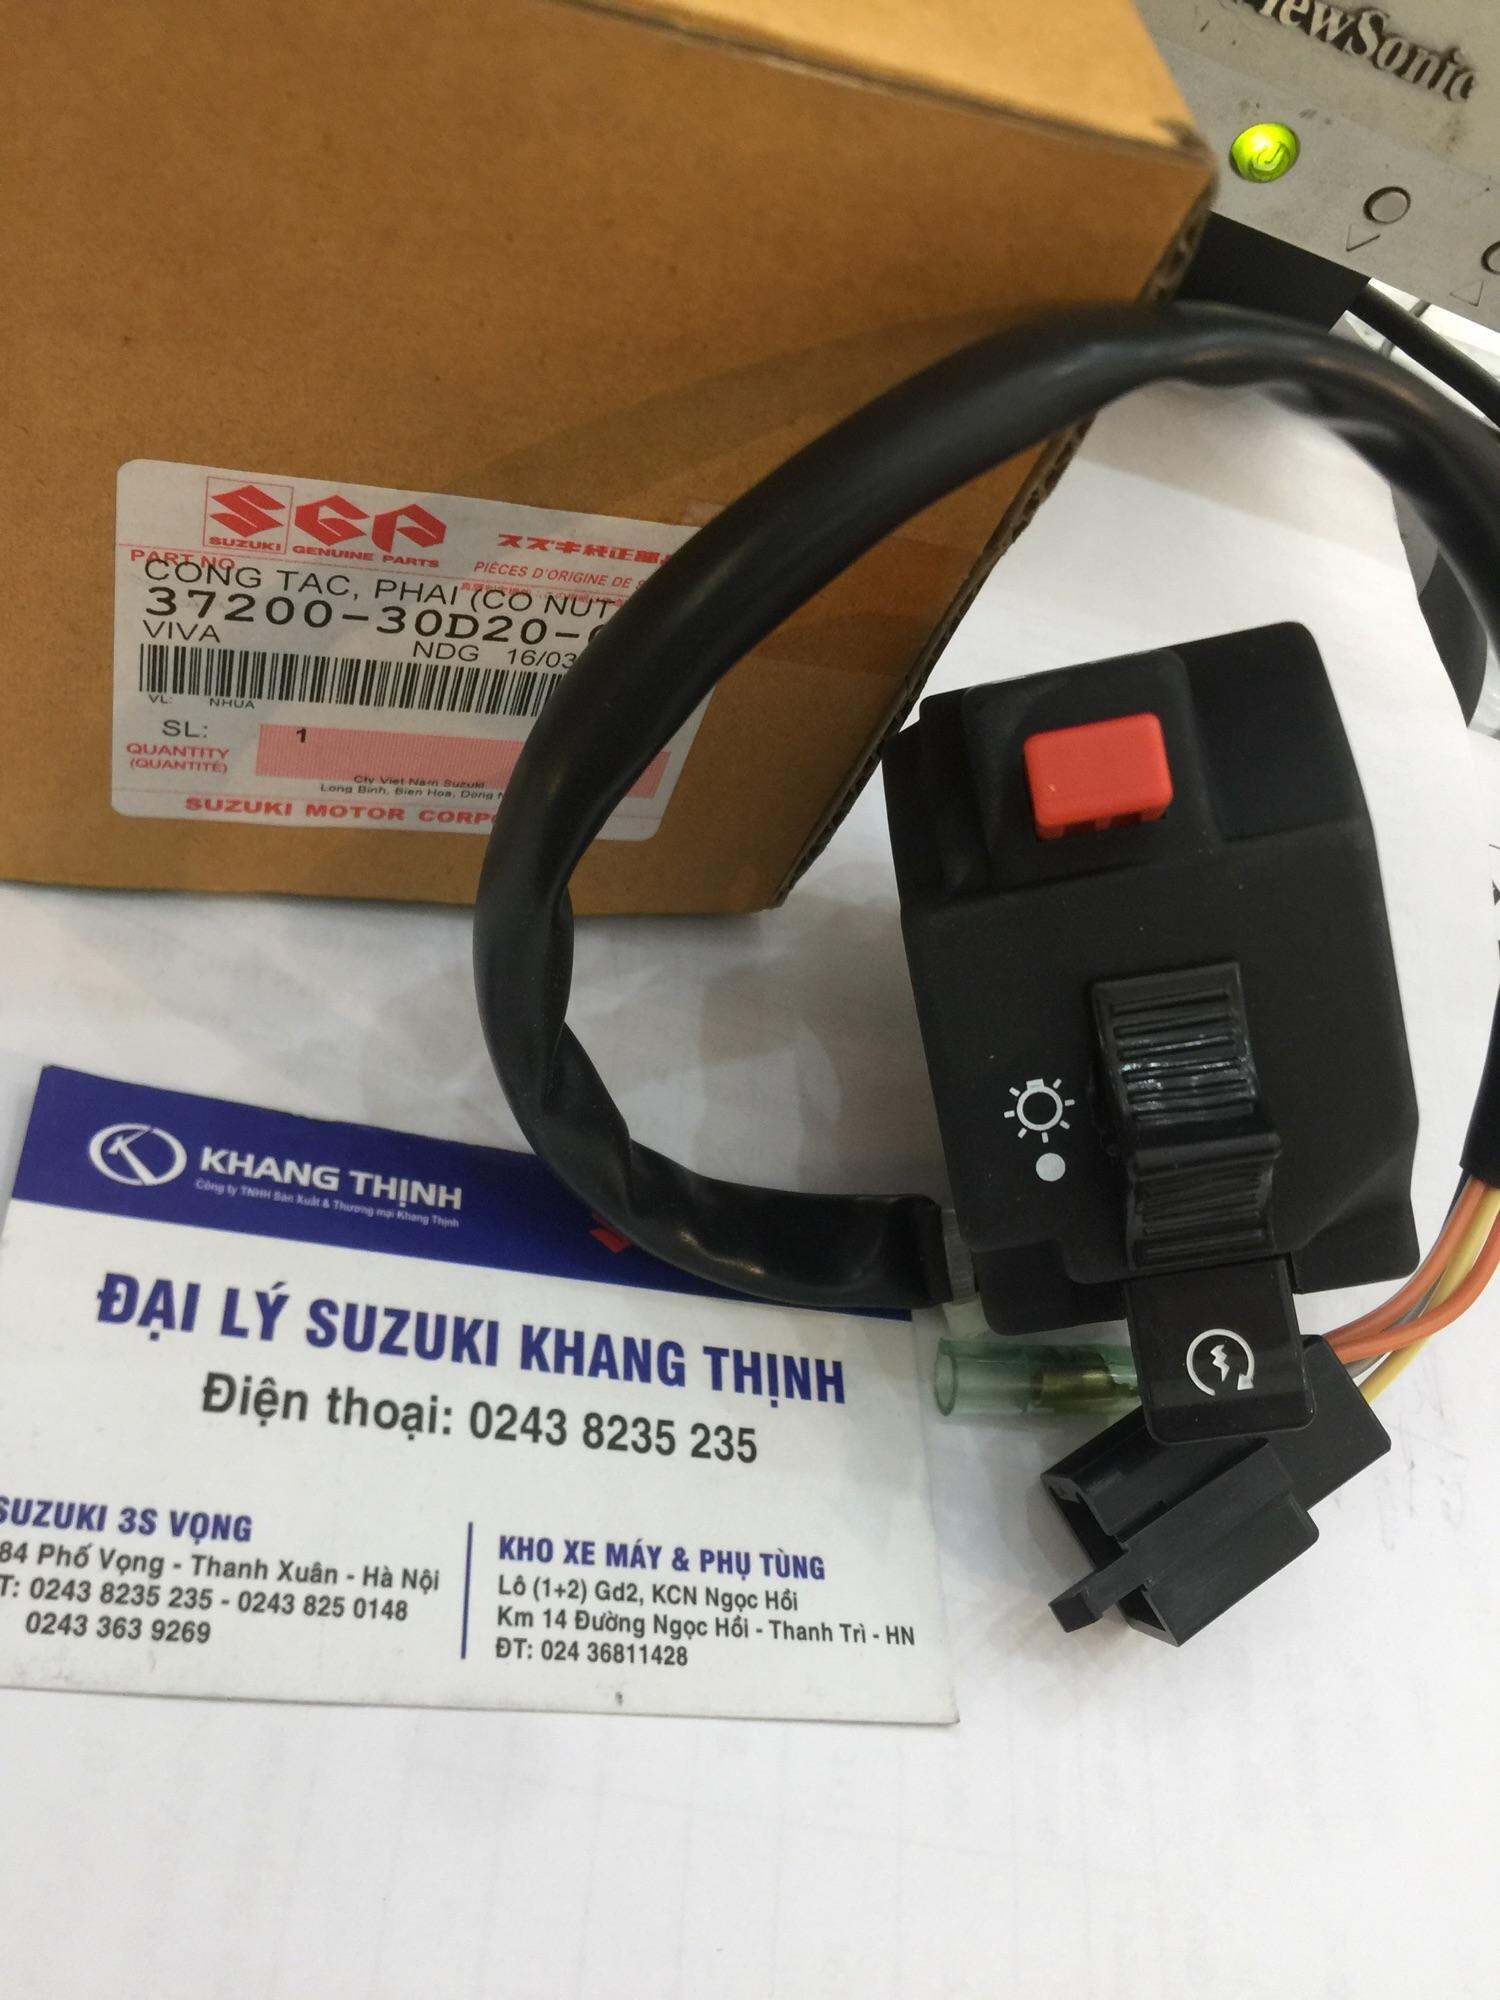 ViewSonic
SGP
SUZUKI GENUINE PARTS
スズキ純正部品
PIÈCES D'ORIGINE DE
PART NO.
CONG TAC, PHAI (CO NUT
37200-30D20-
VIVA
NDG 16/03
VL: NHUA
SL: 1
QUANTITY
(QUANTITÉ)
Cty Viet Nam Suzuki
Long Binh, Bien Hoa, Dong
SUZUKI MOTOR CORP
KHANG THỊNH
Công ty TNHH Sản Xuất & Thương mại Khang Thịnh
ĐẠI LÝ SUZUKI KHANG THỊNH
Điện thoại: 0243 8235 235
SUZUKI 3S VỌNG
84 Phố Vọng - Thanh Xuân - Hà Nội
T: 0243 8235 235 - 0243 825 0148
0243 363 9269
KHO XE MÁY & PHỤ TÙNG
Lô (1+2) Gd2, KCN Ngọc Hồi
Km 14 Đường Ngọc Hồi - Thanh Trì - HN
ĐT: 024 36811428